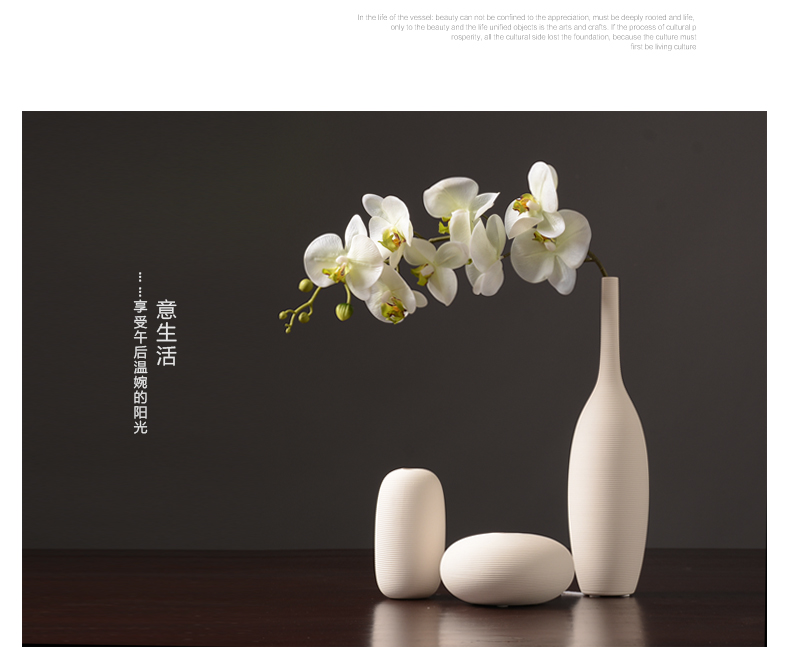 In the life of the vessel: beauty can not be confined to the appreciation, must be deeply rooted and life,
only to the beauty and the life unified objects is the arts and crafts. If the process of cultural p
rosperity, all the cultural side lost the foundation, because the culture must
first be living culture
意生活
……享受午后温婉的阳光